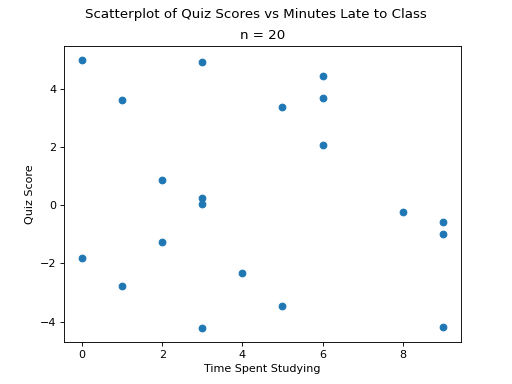 Scatterplot of Quiz Scores vs Minutes Late to Class
n = 20
4
2
0
−2
−4
Quiz Score
0 2 4 6 8
Time Spent Studying